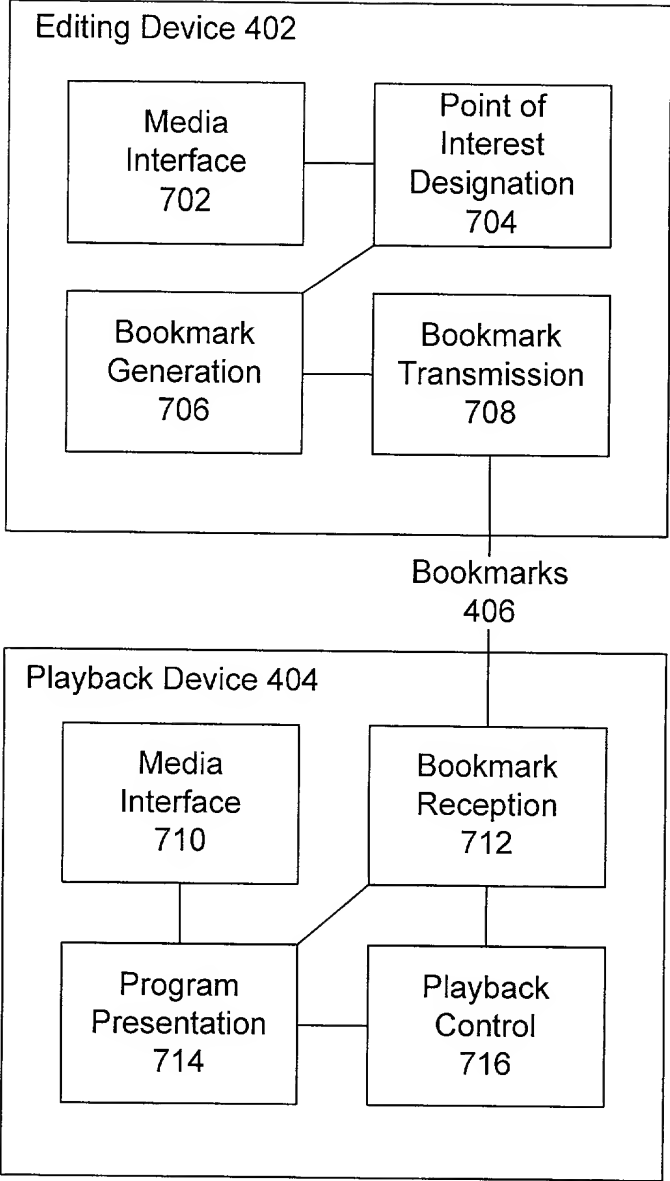 Editing Device 402
Media
Interface
702
Point of
Interest
Designation
704
Bookmark
Generation
706
Bookmark
Transmission
708
Bookmarks
406
Playback Device 404
Media
Interface
710
Bookmark
Reception
712
Program
Presentation
714
Playback
Control
716